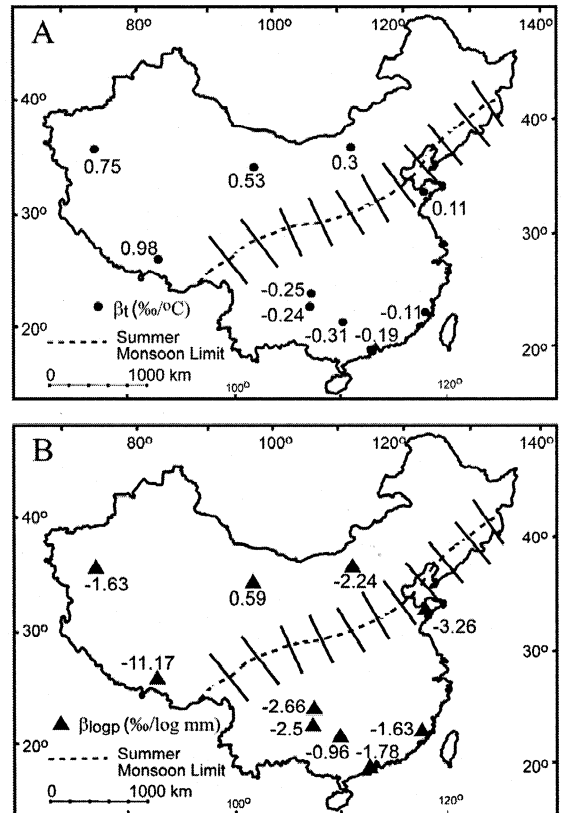 A
80° 100° 120° 140°
40° 40°
0.75 0.53 0.3
30° 0.11 30°
0.98
-0.25
βt (‰/°C) -0.24 -0.11
-0.31 -0.19
20° 20°
Summer
Monsoon Limit
0 1000 km
100° 120°
B
80° 100° 120° 140°
40° 40°
-1.63 0.59 -2.24
30° -3.26 30°
-11.17
-2.66
βlogp (‰/log mm) -2.5 -1.63
-0.96 -1.78
20° 20°
Summer
Monsoon Limit
0 1000 km
100° 120°